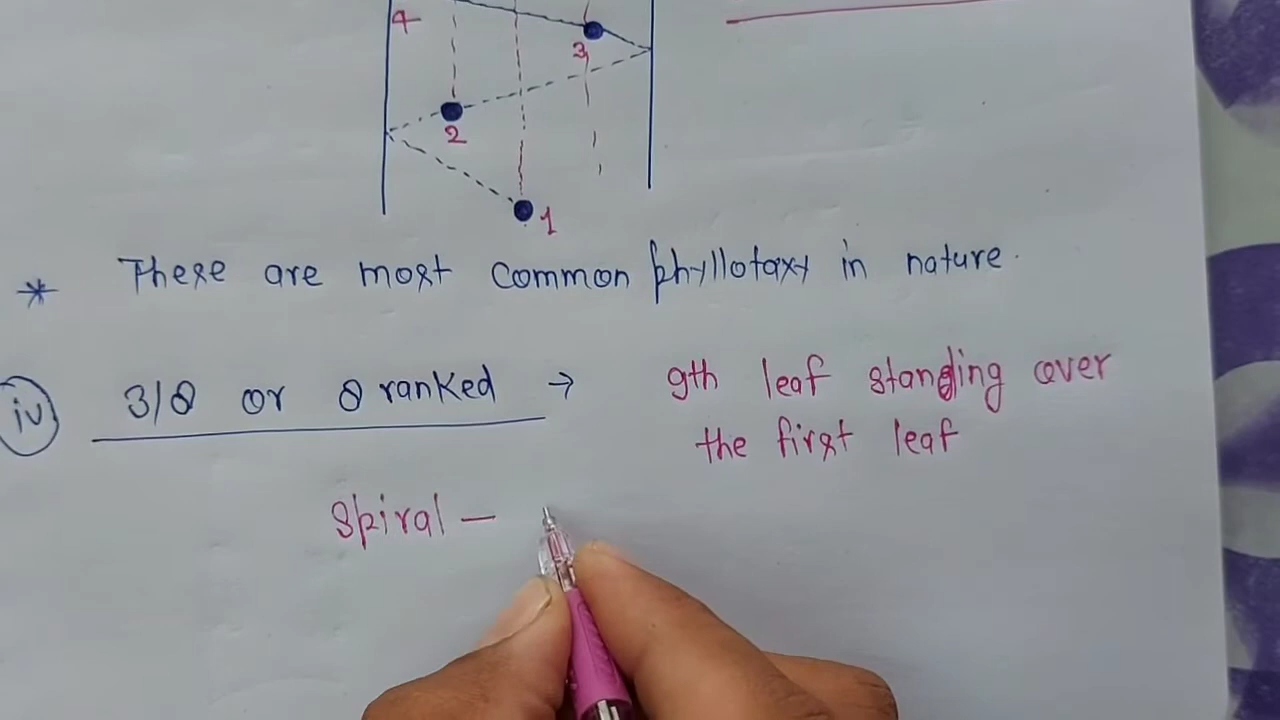 4
3
2
1
* These are most common phyllotaxy in nature.
iv 3/8 or 8 ranked → 9th leaf standing over
the first leaf
Spiral —